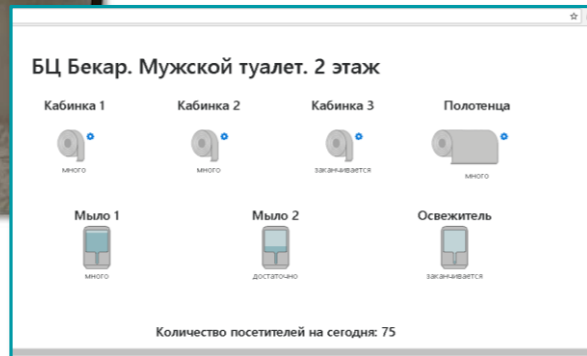 БЦ Бекар. Мужской туалет. 2 этаж
Кабинка 1 Кабинка 2 Кабинка 3 Полотенца
много много заканчивается много
Мыло 1 Мыло 2 Освежитель
много достаточно заканчивается
Количество посетителей на сегодня: 75